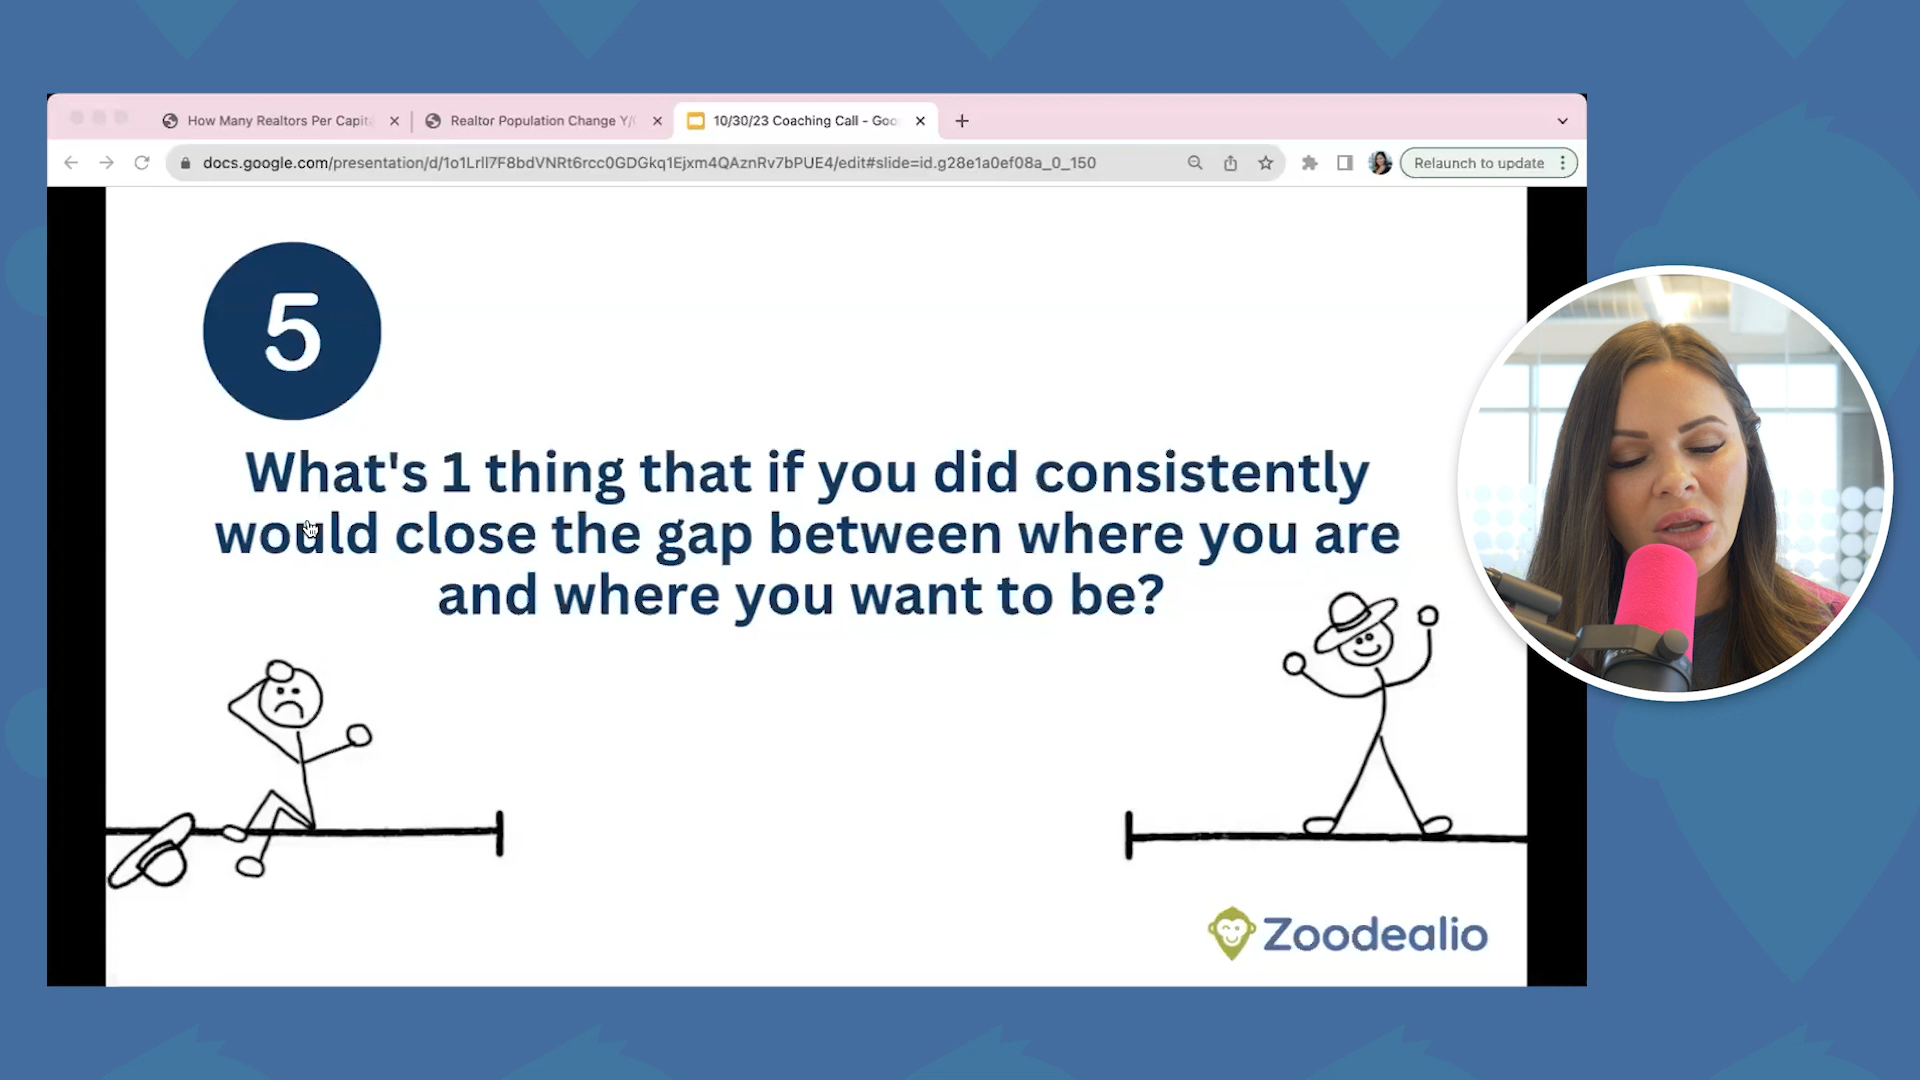 How Many Realtors Per Capit
Realtor Population Change Y/
10/30/23 Coaching Call - Goo
docs.google.com/presentation/d/1o1Lrll7F8bdVNRt6rcc0GDGkq1Ejxm4QAznRv7bPUE4/edit#slide=id.g28e1a0ef08a_0_150
Relaunch to update
5
What's 1 thing that if you did consistently
would close the gap between where you are
and where you want to be?
Zoodealio